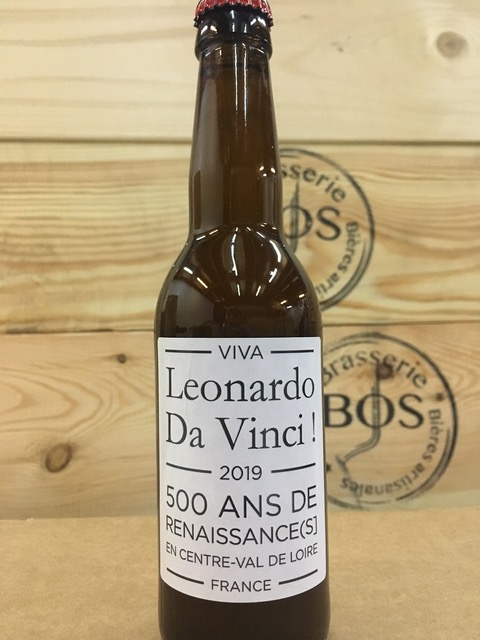 VIVA
Leonardo
Da Vinci !
2019
500 ANS DE
RENAISSANCE(S]
EN CENTRE-VAL DE LOIRE
FRANCE
Brasserie
BOS
Bières artisanales